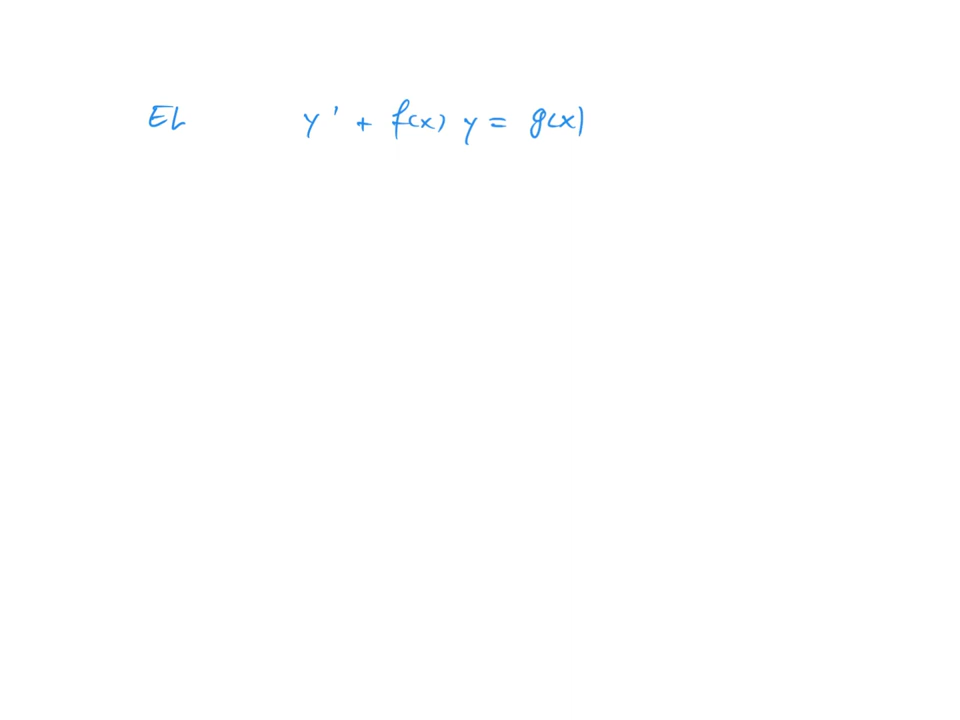 EL y' + f(x) y = g(x)